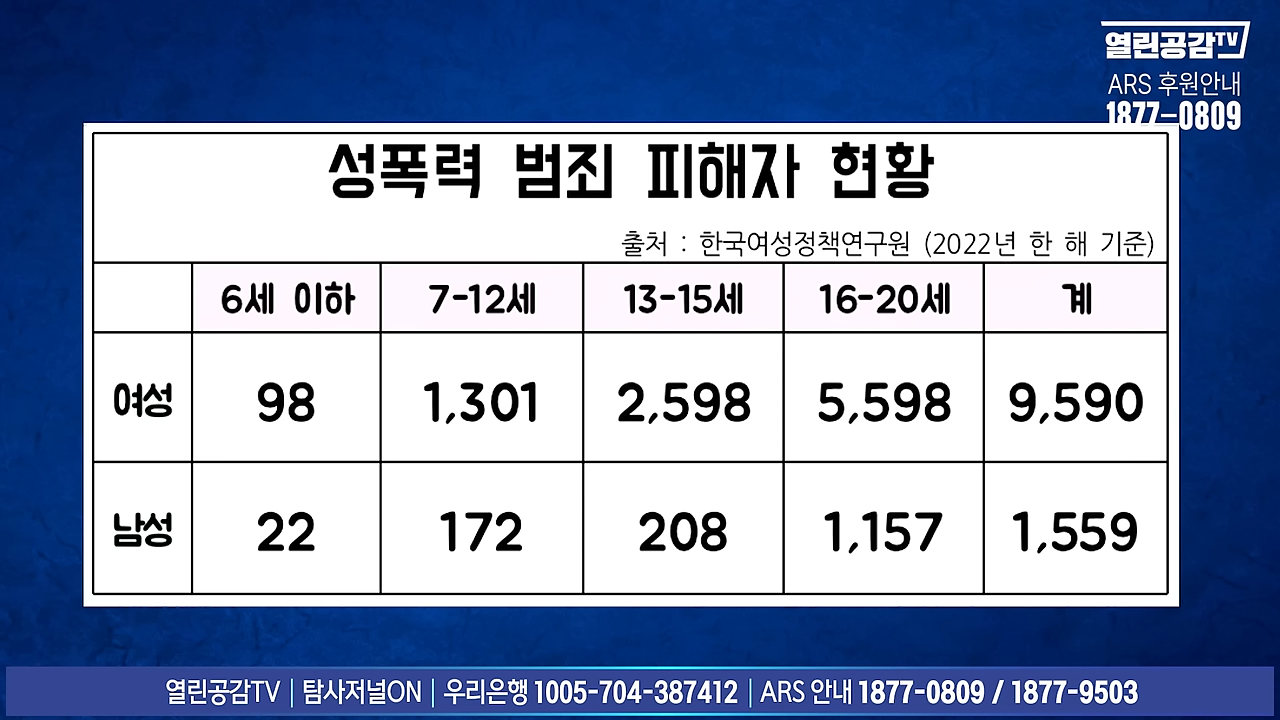 열린공감TV
ARS 후원안내
1877-0809
성폭력 범죄 피해자 현황
출처 : 한국여성정책연구원 (2022년 한 해 기준)
6세 이하 7-12세 13-15세 16-20세 계
여성 98 1,301 2,598 5,598 9,590
남성 22 172 208 1,157 1,559
열린공감TV | 탐사저널ON | 우리은행 1005-704-387412 | ARS 안내 1877-0809 / 1877-9503